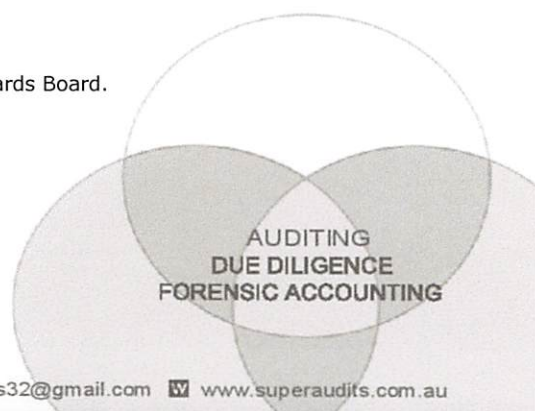 ards Board.
AUDITING
DUE DILIGENCE
FORENSIC ACCOUNTING
s32@gmail.com W www.superaudits.com.au